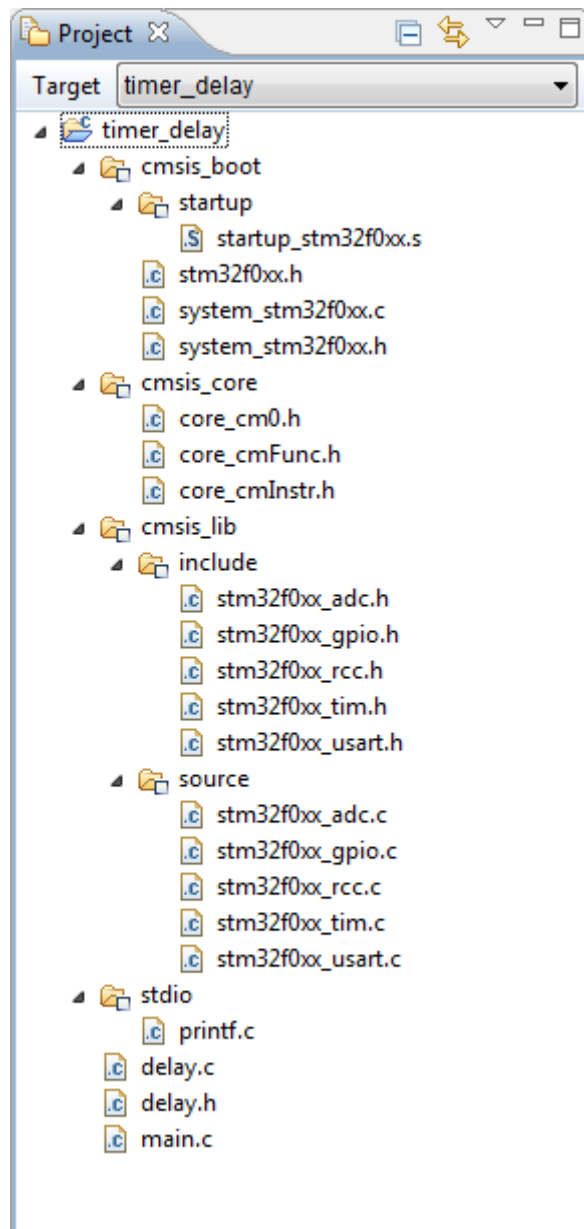 Project
Target timer_delay
timer_delay
cmsis_boot
startup
startup_stm32f0xx.s
stm32f0xx.h
system_stm32f0xx.c
system_stm32f0xx.h
cmsis_core
core_cm0.h
core_cmFunc.h
core_cmInstr.h
cmsis_lib
include
stm32f0xx_adc.h
stm32f0xx_gpio.h
stm32f0xx_rcc.h
stm32f0xx_tim.h
stm32f0xx_usart.h
source
stm32f0xx_adc.c
stm32f0xx_gpio.c
stm32f0xx_rcc.c
stm32f0xx_tim.c
stm32f0xx_usart.c
stdio
printf.c
delay.c
delay.h
main.c